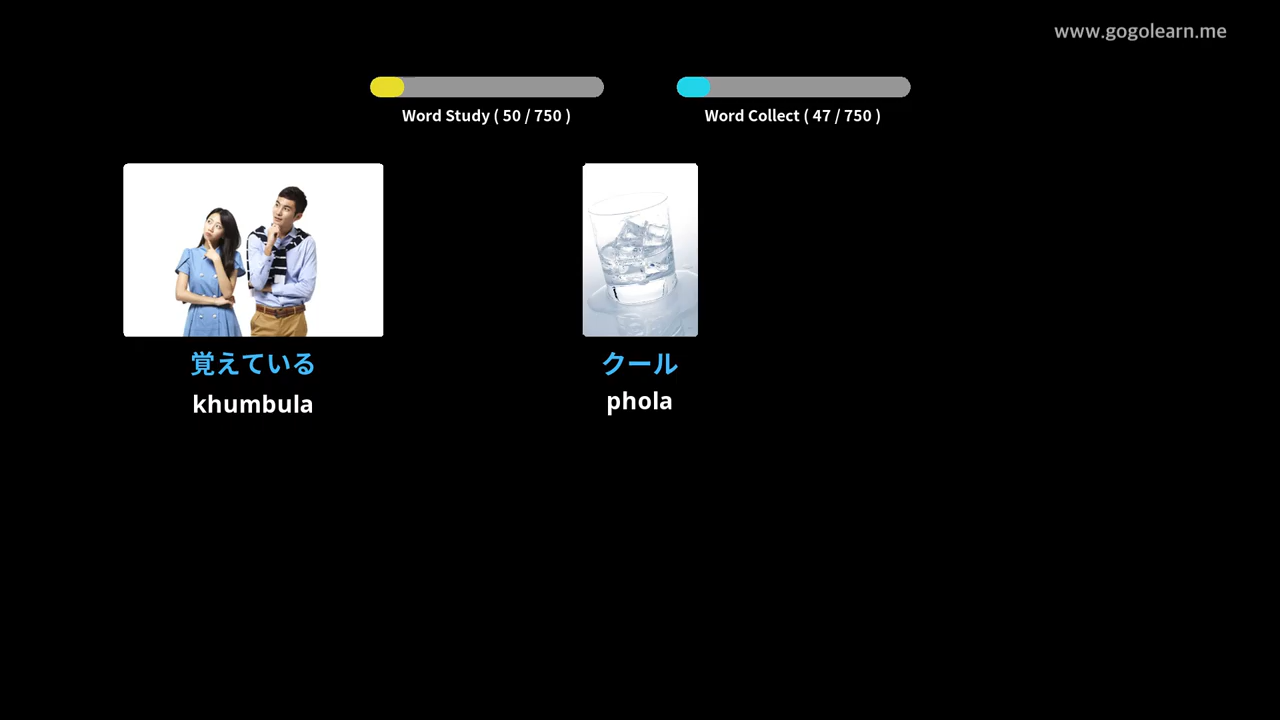 www.gogolearn.me
Word Study ( 50 / 750 )
Word Collect ( 47 / 750 )
覚えている
khumbula
クール
phola